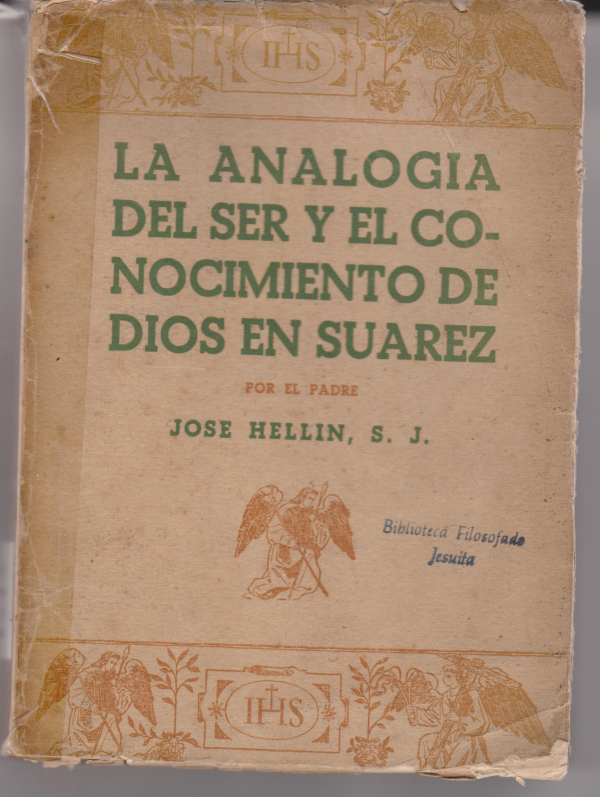 IHS
LA ANALOGIA
DEL SER Y EL CO-
NOCIMIENTO DE
DIOS EN SUAREZ
POR EL PADRE
JOSE HELLIN, S. J.
Biblioteca Filosofado
Jesuita
IHS